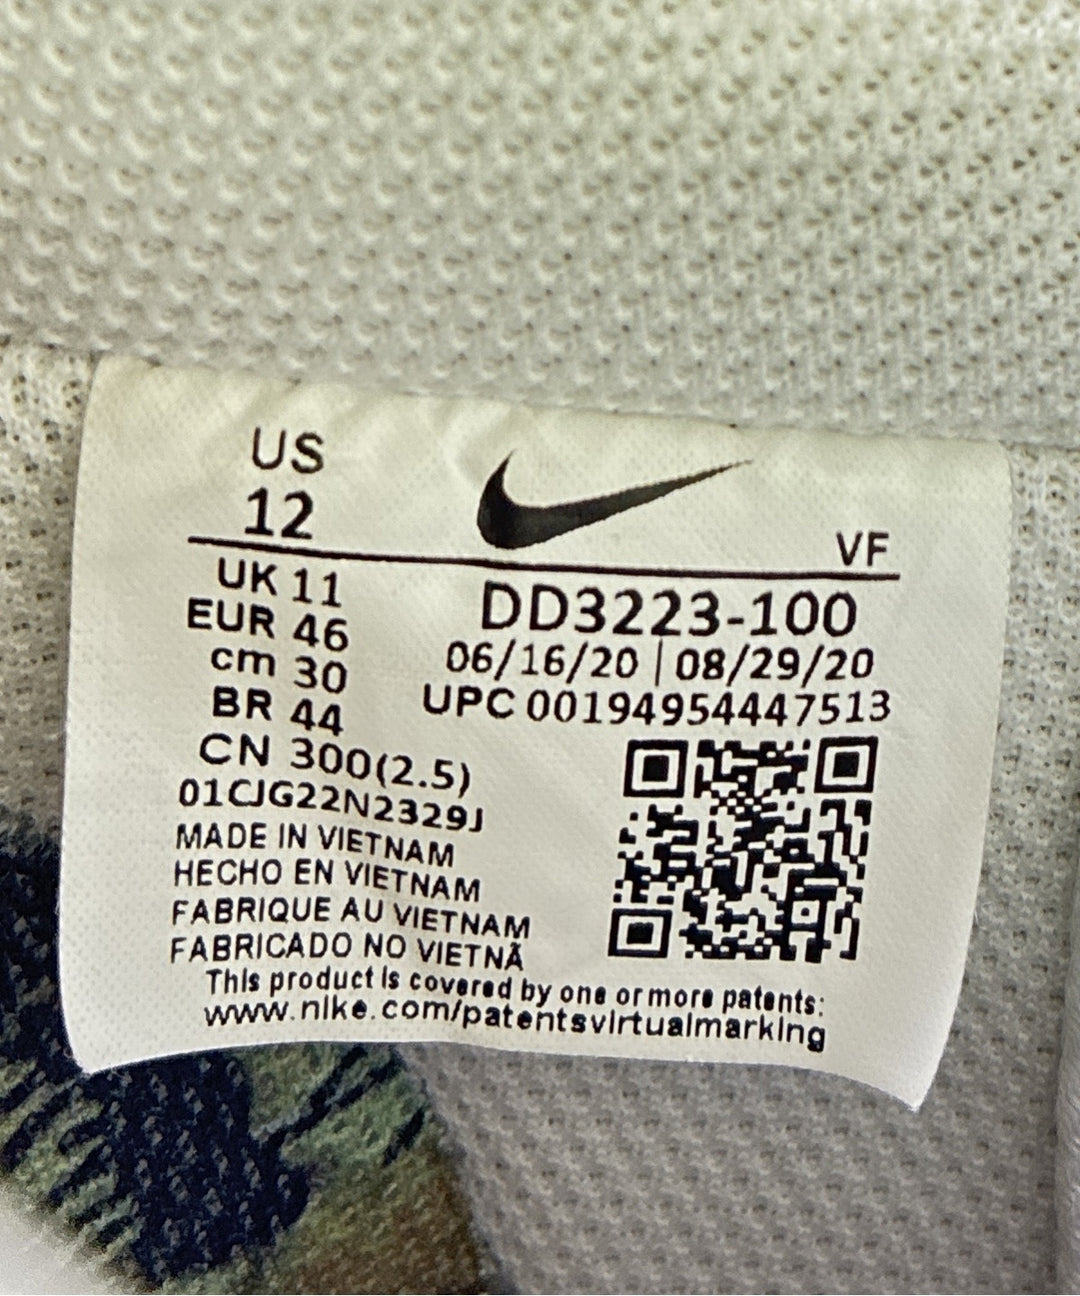 US
12
VF
UK 11
EUR 46
cm 30
BR 44
CN 300(2.5)
DD3223-100
06/16/20 | 08/29/20
UPC 00194954447513
01CJG22N2329J
MADE IN VIETNAM
HECHO EN VIETNAM
FABRIQUE AU VIETNAM
FABRICADO NO VIETNÃ
This product is covered by one or more patents:
www.nike.com/patentsvirtualmarking